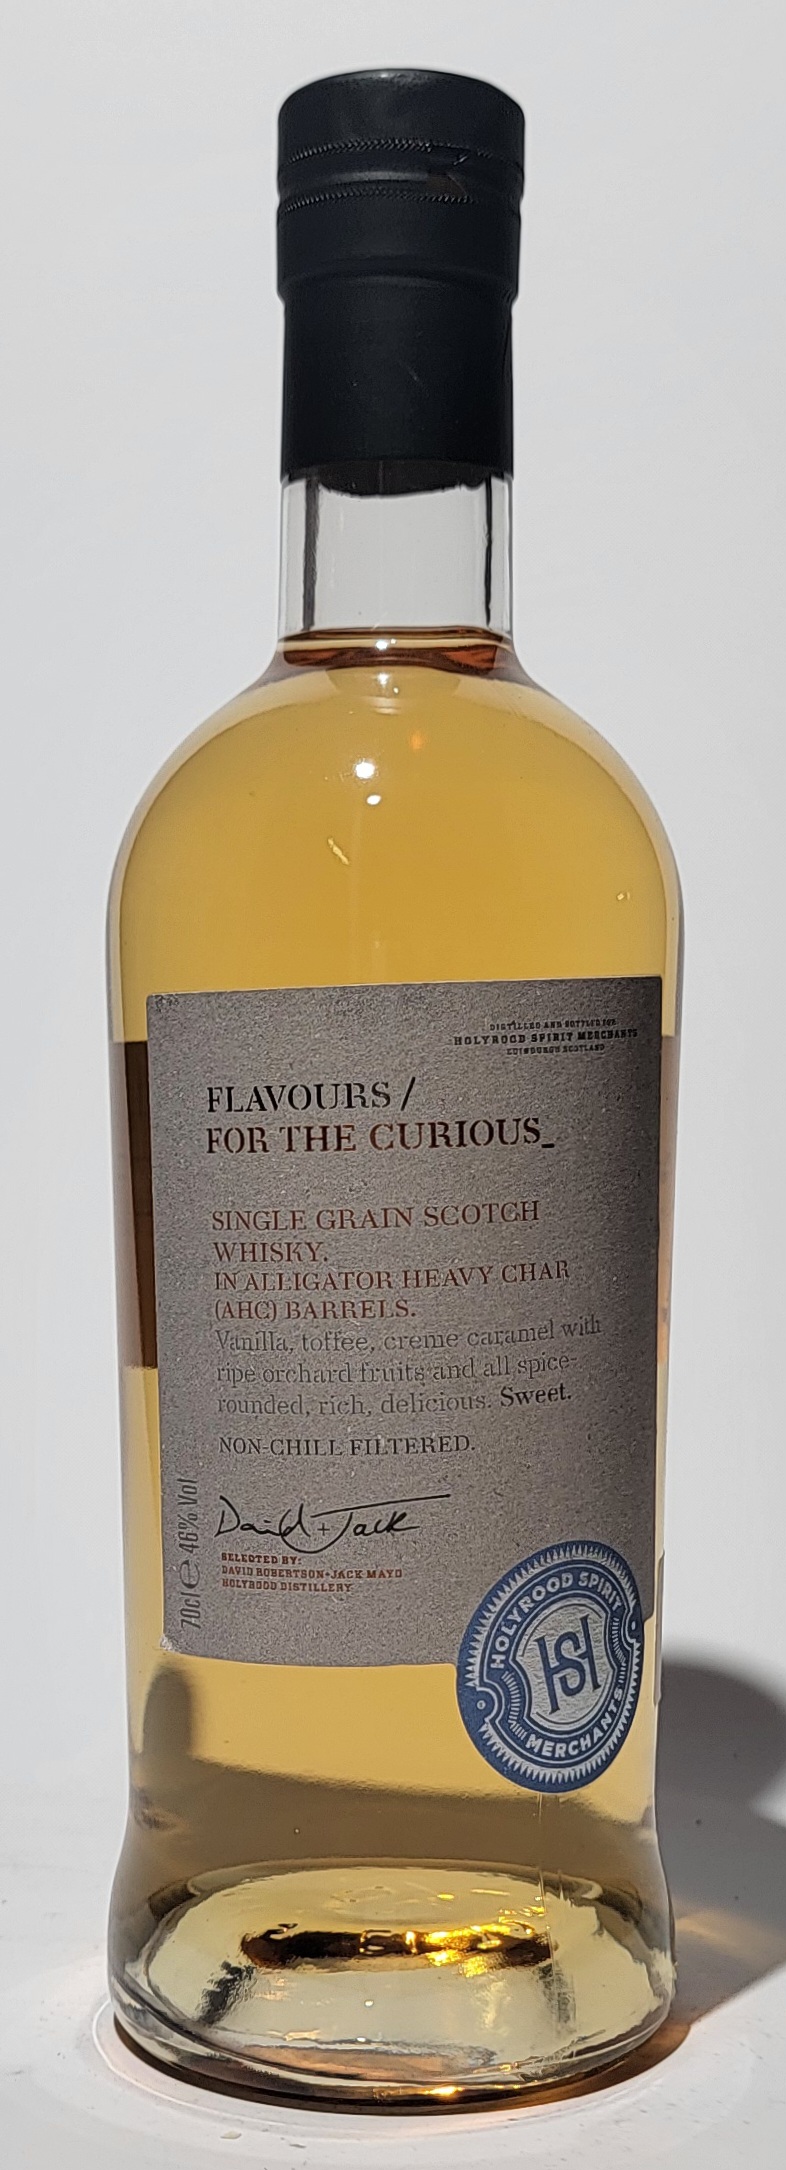 DISTILLED AND BOTTLED FOR
HOLYROOD SPIRIT MERCHANTS
EDINBURGH SCOTLAND
FLAVOURS /
FOR THE CURIOUS_
SINGLE GRAIN SCOTCH
WHISKY.
IN ALLIGATOR HEAVY CHAR
(AHC) BARRELS.
Vanilla, toffee, creme caramel with
ripe orchard fruits and all spice-
rounded, rich, delicious. Sweet.
NON-CHILL FILTERED.
David + Jack
SELECTED BY:
DAVID ROBERTSON+JACK MAYO
HOLYROOD DISTILLERY
70cl e 46% Vol
HOLYROOD SPIRIT
HS
MERCHANTS